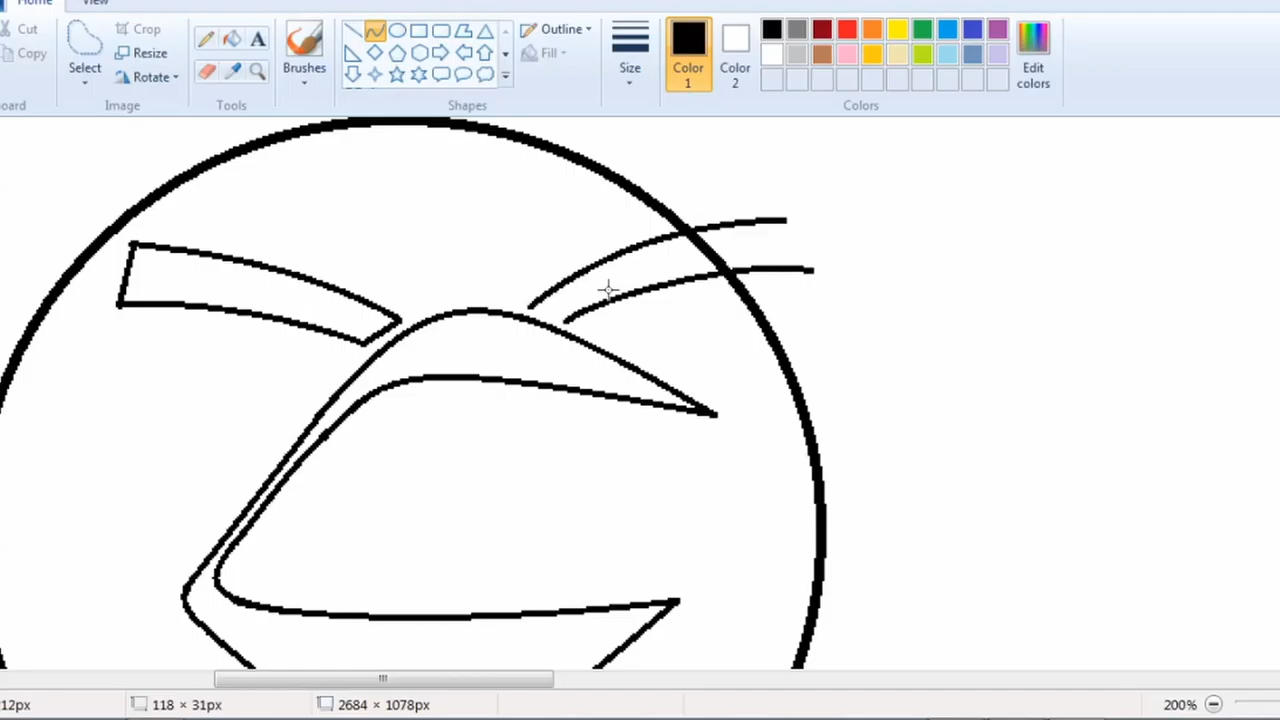 Home View
Cut
Copy
oard
Select
Crop
Resize
Rotate
Image
A
Tools
Brushes
Shapes
Outline
Fill
Size
Color
1
Color
2
Colors
Edit
colors
12px
118 × 31px
2684 × 1078px
200%